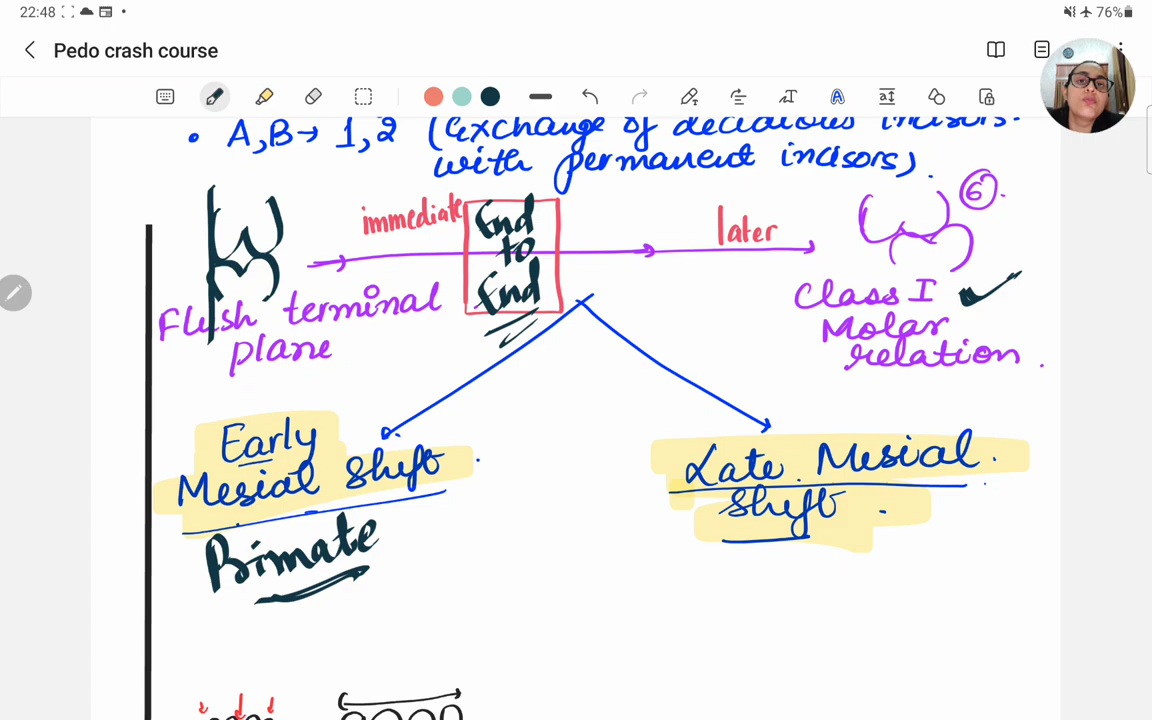 22:48
76%
Pedo crash course
• A,B→ 1,2 (exchange of deciduous incisors.
with permanent incisors).
immediate
End
to
End
later
6
Flush terminal
plane
Class I
Molar
relation.
Early
Mesial shift.
Primate
Late Mesial.
shift.